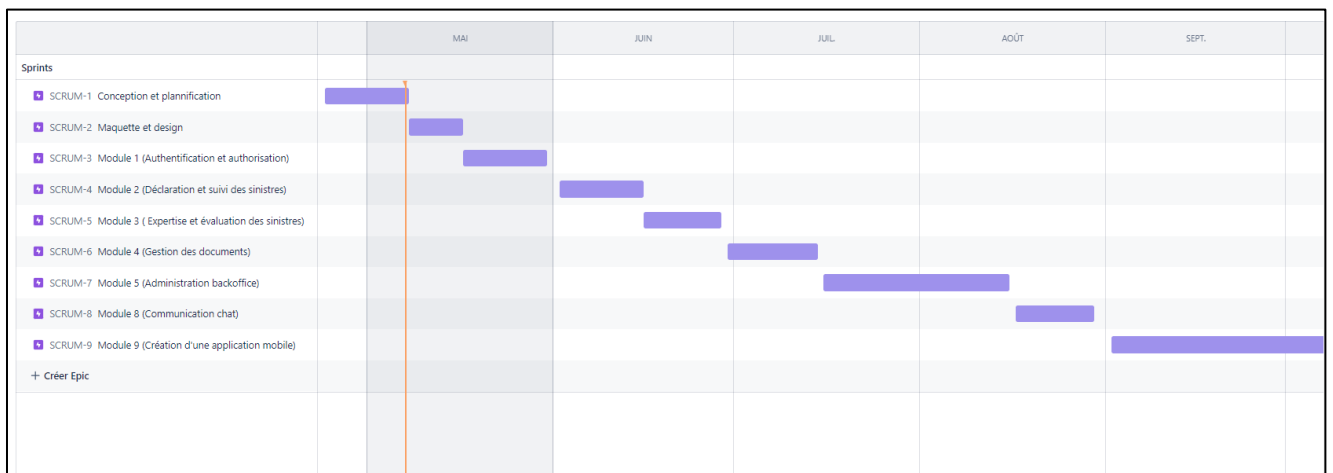 MAI JUIN JUIL. AOÛT SEPT.
Sprints
SCRUM-1 Conception et plannification
SCRUM-2 Maquette et design
SCRUM-3 Module 1 (Authentification et authorisation)
SCRUM-4 Module 2 (Déclaration et suivi des sinistres)
SCRUM-5 Module 3 ( Expertise et évaluation des sinistres)
SCRUM-6 Module 4 (Gestion des documents)
SCRUM-7 Module 5 (Administration backoffice)
SCRUM-8 Module 8 (Communication chat)
SCRUM-9 Module 9 (Création d'une application mobile)
+ Créer Epic